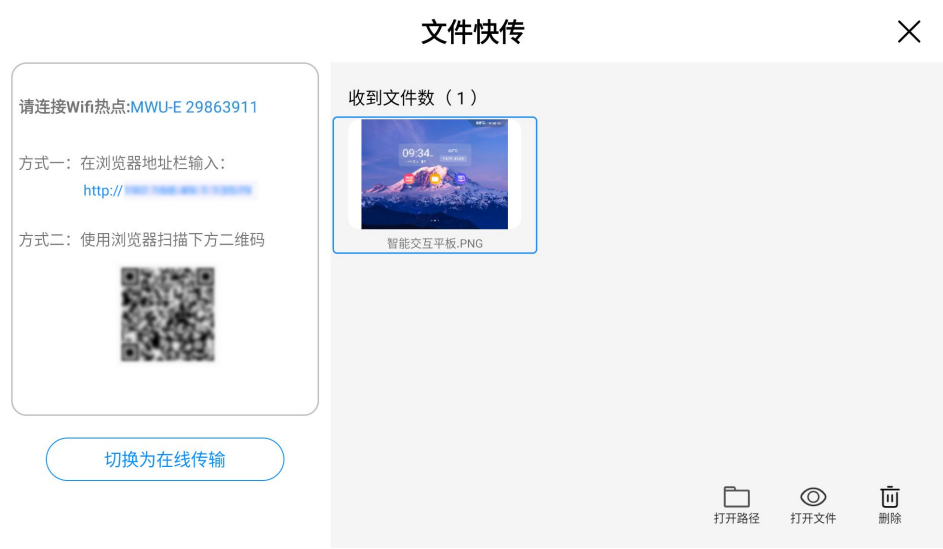 文件快传
请连接Wifi热点:MWU-E 29863911
方式一：在浏览器地址栏输入：
http://
方式二：使用浏览器扫描下方二维码
切换为在线传输
收到文件数（1）
09:34
智能交互平板.PNG
打开路径
打开文件
删除